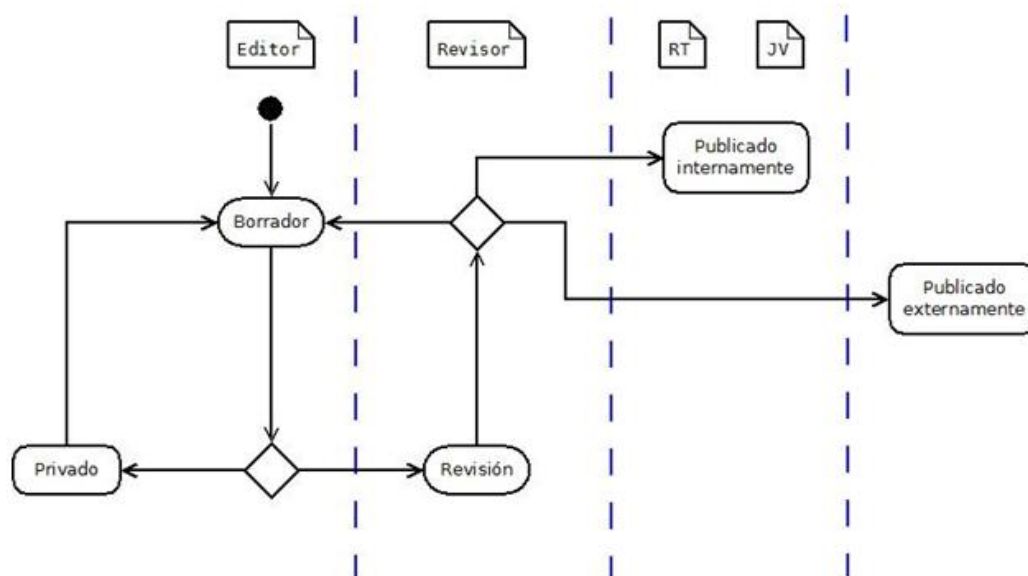 Editor
Revisor
RT
JV
Publicado
internamente
Borrador
Publicado
externamente
Privado
Revisión